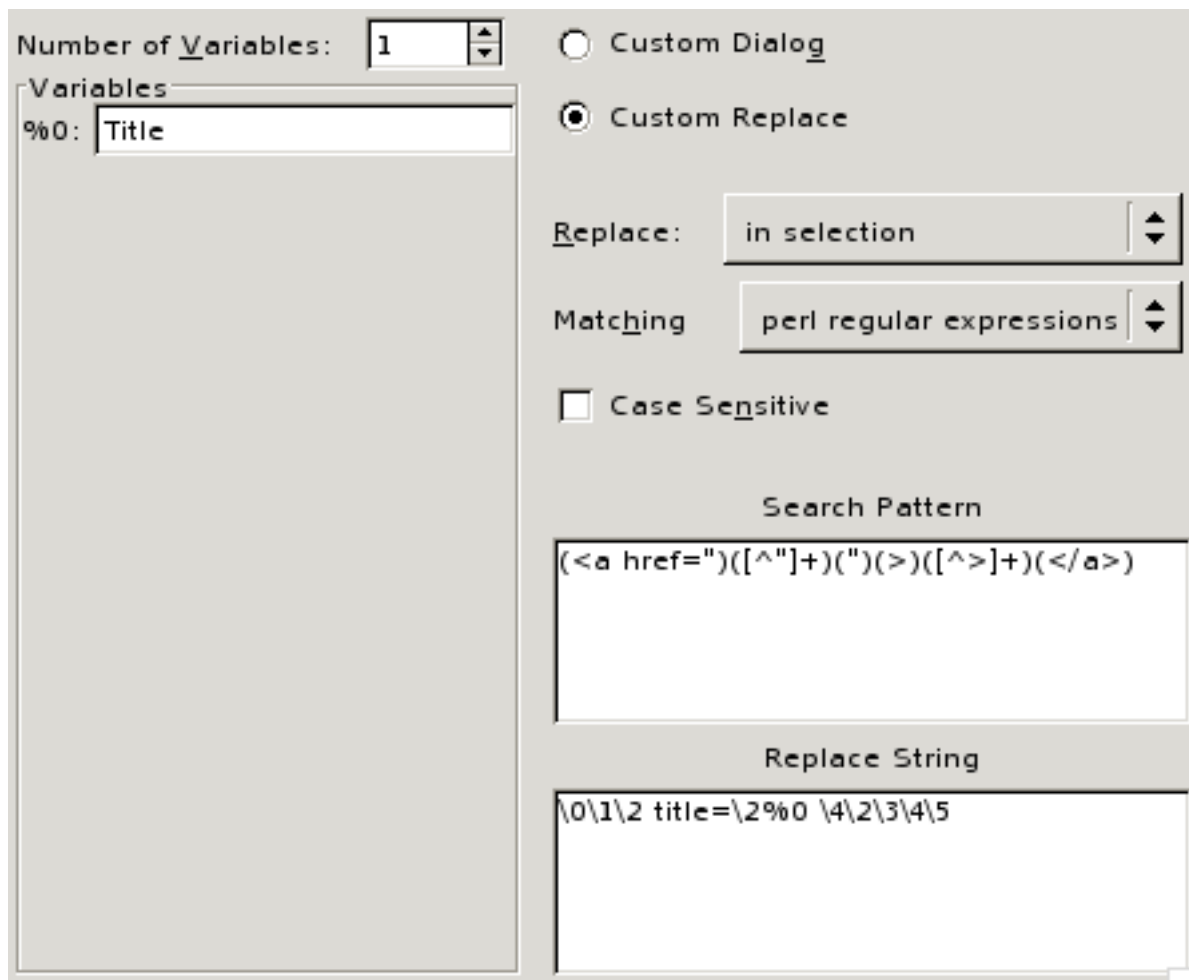 Number of Variables: 1
Variables
%0: Title
Custom Dialog
Custom Replace
Replace: in selection
Matching perl regular expressions
Case Sensitive
Search Pattern
(<a href=")([^"]+)(")(>)([^>]+)(</a>)
Replace String
\0\1\2 title=\2%0 \4\2\3\4\5